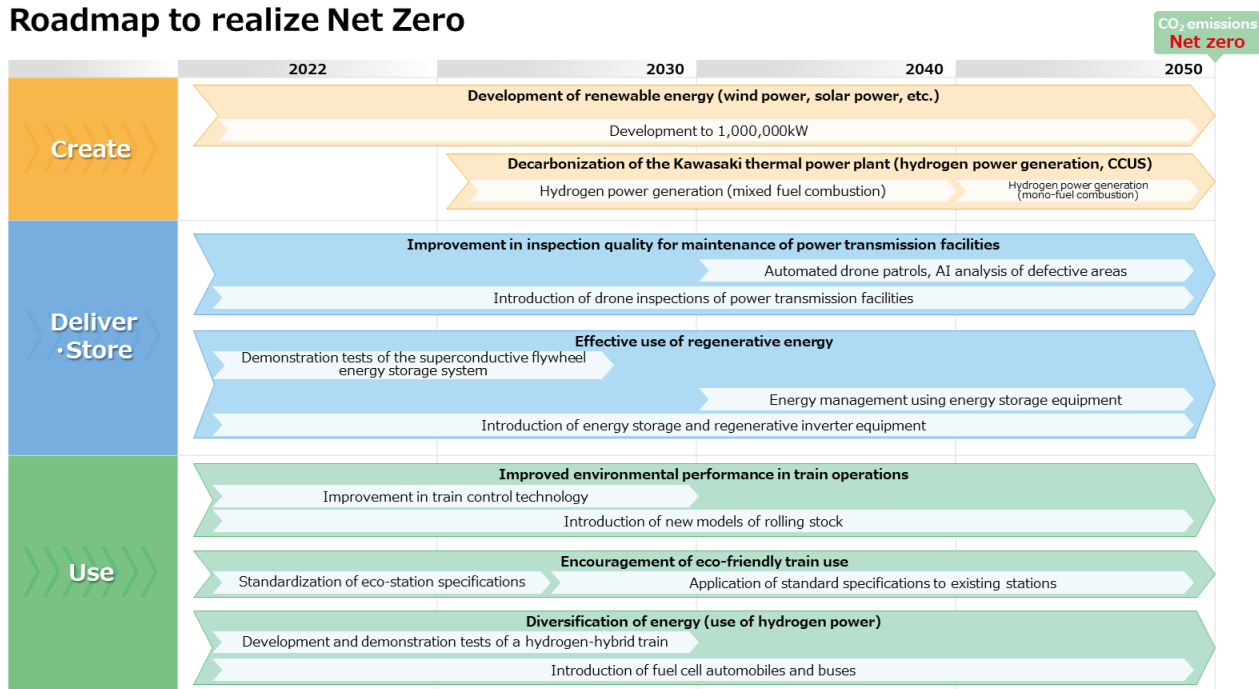 Roadmap to realize Net Zero
CO₂ emissions
Net zero
2022
2030
2040
2050
Create
Development of renewable energy (wind power, solar power, etc.)
Development to 1,000,000kW
Decarbonization of the Kawasaki thermal power plant (hydrogen power generation, CCUS)
Hydrogen power generation (mixed fuel combustion)
Hydrogen power generation
(mono-fuel combustion)
Deliver
・Store
Improvement in inspection quality for maintenance of power transmission facilities
Automated drone patrols, AI analysis of defective areas
Introduction of drone inspections of power transmission facilities
Effective use of regenerative energy
Demonstration tests of the superconductive flywheel
energy storage system
Energy management using energy storage equipment
Introduction of energy storage and regenerative inverter equipment
Use
Improved environmental performance in train operations
Improvement in train control technology
Introduction of new models of rolling stock
Encouragement of eco-friendly train use
Standardization of eco-station specifications
Application of standard specifications to existing stations
Diversification of energy (use of hydrogen power)
Development and demonstration tests of a hydrogen-hybrid train
Introduction of fuel cell automobiles and buses